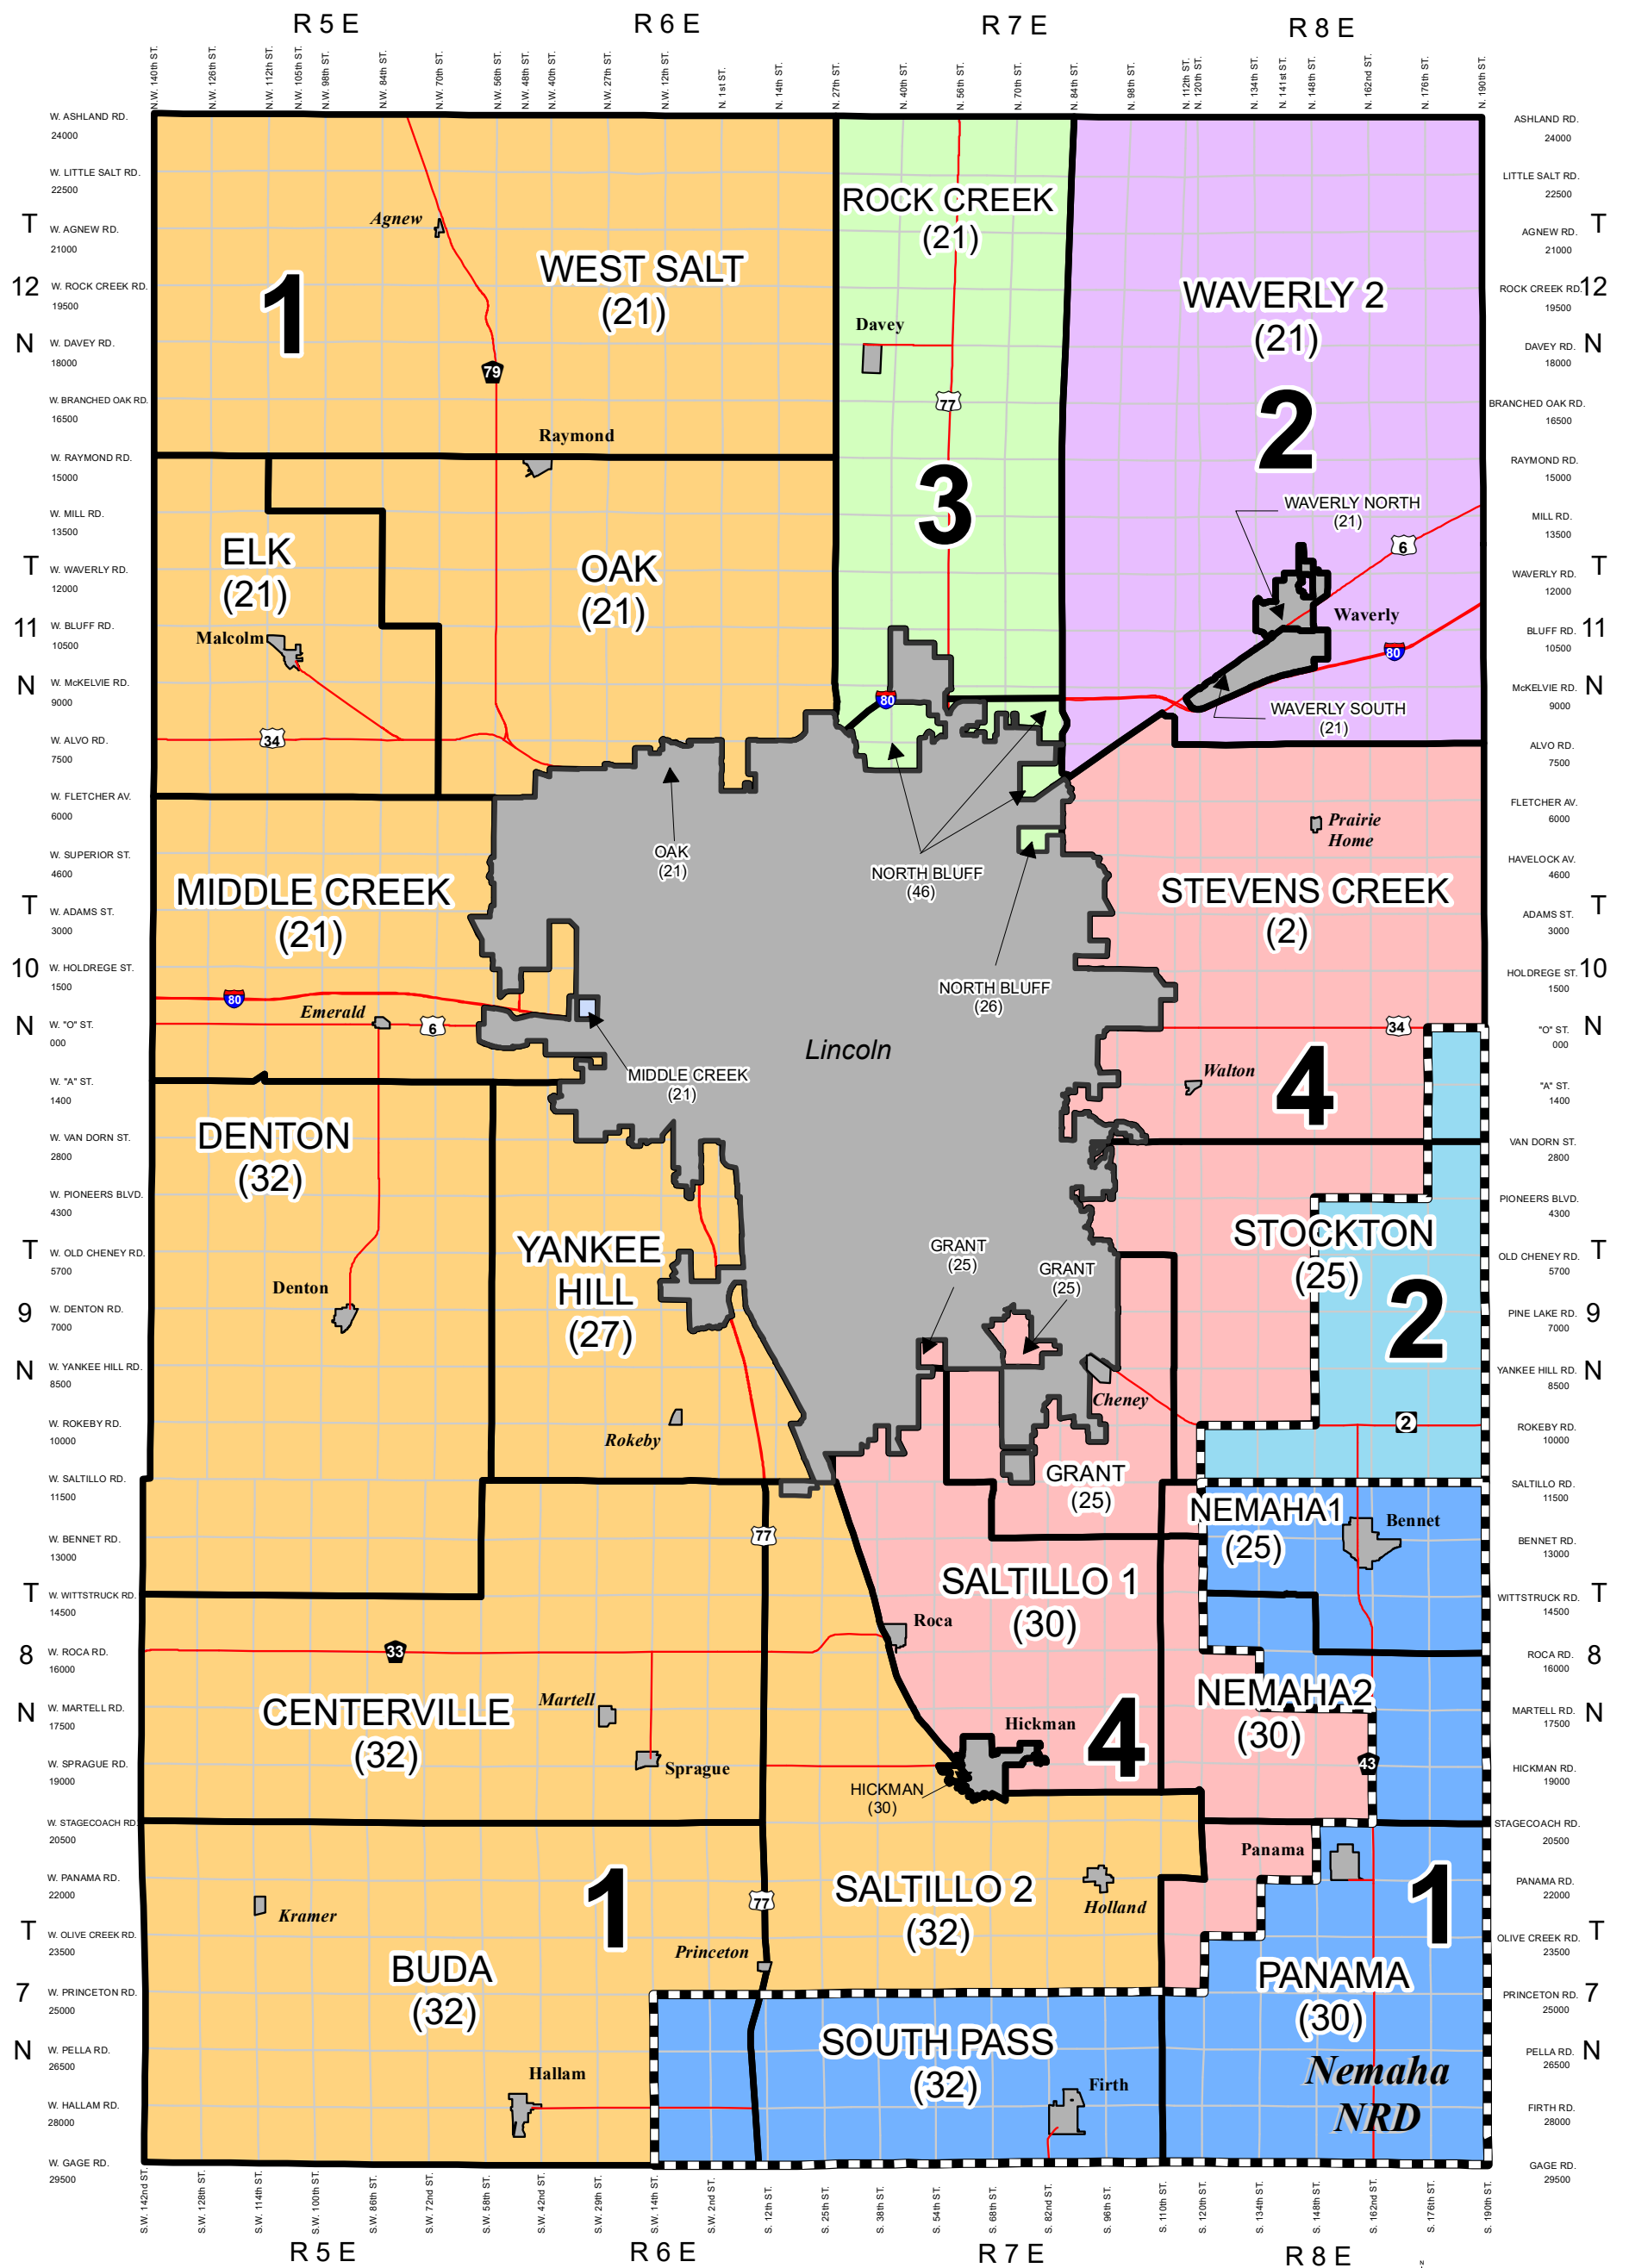 R 5 E
R 6 E
R 7 E
R 8 E
N.W. 140th ST.
N.W. 126th ST.
N.W. 112th ST.
N.W. 105th ST.
N.W. 98th ST.
N.W. 84th ST.
N.W. 70th ST.
N.W. 56th ST.
N.W. 48th ST.
N.W. 40th ST.
N.W. 27th ST.
N.W. 12th ST.
N. 1st ST.
N. 14th ST.
N. 27th ST.
N. 40th ST.
N. 56th ST.
N. 70th ST.
N. 84th ST.
N. 98th ST.
N. 112th ST.
N. 120th ST.
N. 134th ST.
N. 141st ST.
N. 148th ST.
N. 162nd ST.
N. 176th ST.
N. 190th ST.
W. ASHLAND RD.
24000
W. LITTLE SALT RD.
22500
T
W. AGNEW RD.
21000
12
W. ROCK CREEK RD.
19500
N
W. DAVEY RD.
18000
W. BRANCHED OAK RD.
16500
W. RAYMOND RD.
15000
W. MILL RD.
13500
T
W. WAVERLY RD.
12000
11
W. BLUFF RD.
10500
N
W. McKELVIE RD.
9000
W. ALVO RD.
7500
W. FLETCHER AV.
6000
W. SUPERIOR ST.
4600
T
W. ADAMS ST.
3000
10
W. HOLDREGE ST.
1500
N
W. "O" ST.
000
W. "A" ST.
1400
W. VAN DORN ST.
2800
W. PIONEERS BLVD.
4300
T
W. OLD CHENEY RD.
5700
9
W. DENTON RD.
7000
N
W. YANKEE HILL RD.
8500
W. ROKEBY RD.
10000
W. SALTILLO RD.
11500
W. BENNET RD.
13000
T
W. WITTSTRUCK RD.
14500
8
W. ROCA RD.
16000
N
W. MARTELL RD.
17500
W. SPRAGUE RD.
19000
W. STAGECOACH RD.
20500
W. PANAMA RD.
22000
T
W. OLIVE CREEK RD.
23500
7
W. PRINCETON RD.
25000
N
W. PELLA RD.
26500
W. HALLAM RD.
28000
W. GAGE RD.
29500
Agnew
1
WEST SALT
(21)
79
Raymond
ROCK CREEK
(21)
Davey
77
3
WAVERLY 2
(21)
2
WAVERLY NORTH
(21)
6
Waverly
80
WAVERLY SOUTH
(21)
ELK
(21)
Malcolm
34
OAK
(21)
80
OAK
(21)
NORTH BLUFF
(46)
NORTH BLUFF
(26)
Prairie
Home
STEVENS CREEK
(2)
34
Walton
4
MIDDLE CREEK
(21)
80
Emerald
6
MIDDLE CREEK
(21)
Lincoln
DENTON
(32)
Denton
YANKEE
HILL
(27)
Rokeby
GRANT
(25)
GRANT
(25)
Cheney
GRANT
(25)
STOCKTON
(25)
2
2
NEMAHA1
(25)
Bennet
77
SALTILLO 1
(30)
Roca
33
CENTERVILLE
(32)
Martell
Sprague
Hickman
4
HICKMAN
(30)
NEMAHA2
(30)
43
Panama
1
Kramer
1
77
SALTILLO 2
(32)
Holland
Princeton
BUDA
(32)
Hallam
SOUTH PASS
(32)
Firth
PANAMA
(30)
Nemaha
NRD
ASHLAND RD.
24000
LITTLE SALT RD.
22500
T
AGNEW RD.
21000
ROCK CREEK RD.
12
19500
DAVEY RD.
N
18000
BRANCHED OAK RD.
16500
RAYMOND RD.
15000
MILL RD.
13500
T
WAVERLY RD.
12000
BLUFF RD.
11
10500
McKELVIE RD.
N
9000
ALVO RD.
7500
FLETCHER AV.
6000
HAVELOCK AV.
4600
T
ADAMS ST.
3000
HOLDREGE ST.
10
1500
"O" ST.
N
000
"A" ST.
1400
VAN DORN ST.
2800
PIONEERS BLVD.
4300
T
OLD CHENEY RD.
5700
PINE LAKE RD.
9
7000
YANKEE HILL RD.
N
8500
ROKEBY RD.
10000
SALTILLO RD.
11500
BENNET RD.
13000
T
WITTSTRUCK RD.
14500
ROCA RD.
8
16000
MARTELL RD.
N
17500
HICKMAN RD.
19000
STAGECOACH RD.
20500
PANAMA RD.
22000
T
OLIVE CREEK RD.
23500
PRINCETON RD.
7
25000
PELLA RD.
N
26500
FIRTH RD.
28000
GAGE RD.
29500
S.W. 142nd ST.
S.W. 128th ST.
S.W. 114th ST.
S.W. 100th ST.
S.W. 86th ST.
S.W. 72nd ST.
S.W. 58th ST.
S.W. 42nd ST.
S.W. 29th ST.
S.W. 14th ST.
S.W. 2nd ST.
S. 12th ST.
S. 25th ST.
S. 38th ST.
S. 54th ST.
S. 68th ST.
S. 82nd ST.
S. 96th ST.
S. 110th ST.
S. 120th ST.
S. 134th ST.
S. 148th ST.
S. 162nd ST.
S. 176th ST.
S. 190th ST.
R 5 E
R 6 E
R 7 E
R 8 E
N